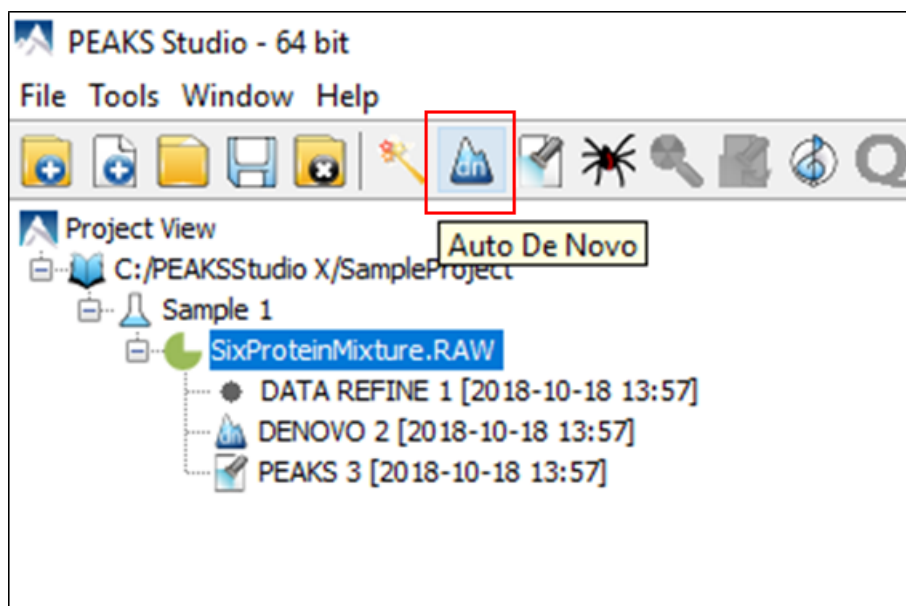 PEAKS Studio - 64 bit
File Tools Window Help
dn
Q
Project View
Auto De Novo
C:/PEAKSStudio X/SampleProject
Sample 1
SixProteinMixture.RAW
DATA REFINE 1 [2018-10-18 13:57]
dn DENOVO 2 [2018-10-18 13:57]
PEAKS 3 [2018-10-18 13:57]